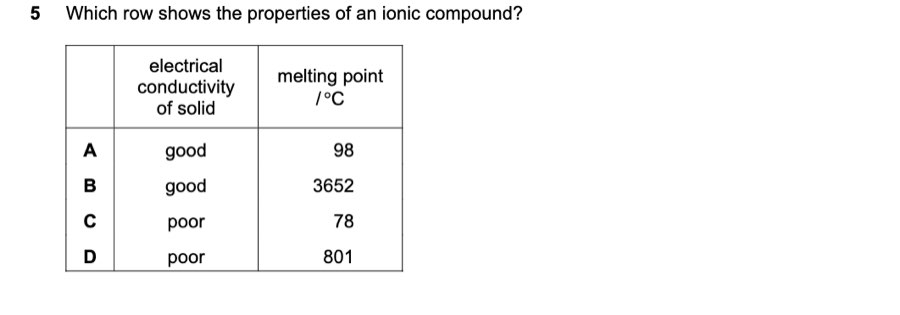 5 Which row shows the properties of an ionic compound?
electrical
conductivity
of solid
melting point
/°C
A good 98
B good 3652
C poor 78
D poor 801